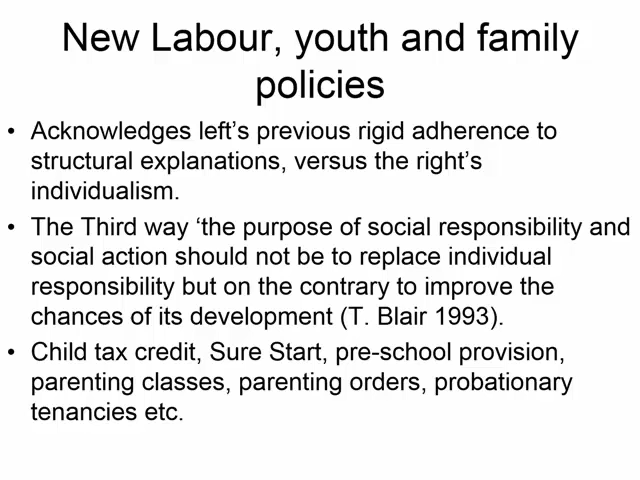 New Labour, youth and family
policies
• Acknowledges left’s previous rigid adherence to
structural explanations, versus the right’s
individualism.
• The Third way ‘the purpose of social responsibility and
social action should not be to replace individual
responsibility but on the contrary to improve the
chances of its development (T. Blair 1993).
• Child tax credit, Sure Start, pre-school provision,
parenting classes, parenting orders, probationary
tenancies etc.